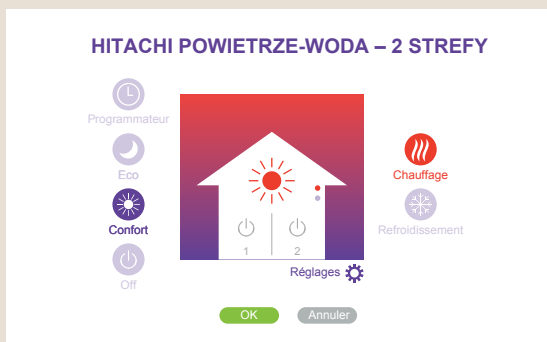 HITACHI POWIETRZE-WODA – 2 STREFY
Programmateur
Eco
Confort
Off
1 2
Réglages
Chauffage
Refroidissement
OK Annuler